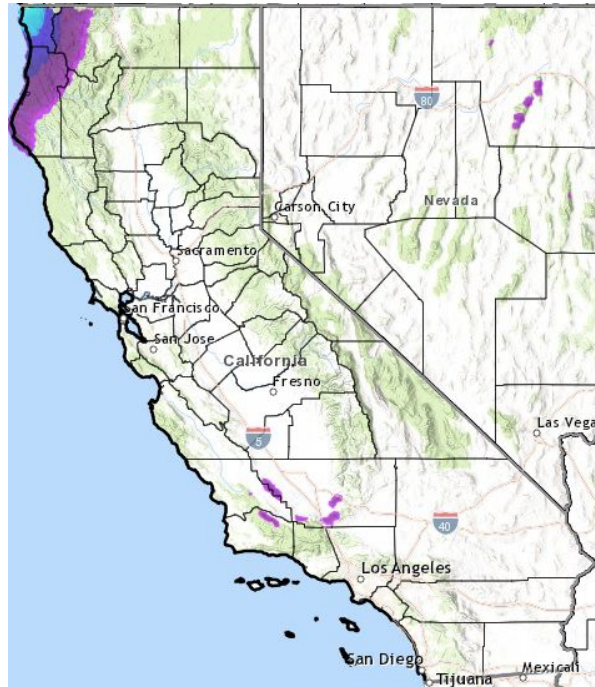 80
Nevada
Carson City
Sacramento
San Francisco
San Jose
California
Fresno
Las Vega
5
40
Los Angeles
San Diego
Tijuana
Mexicali